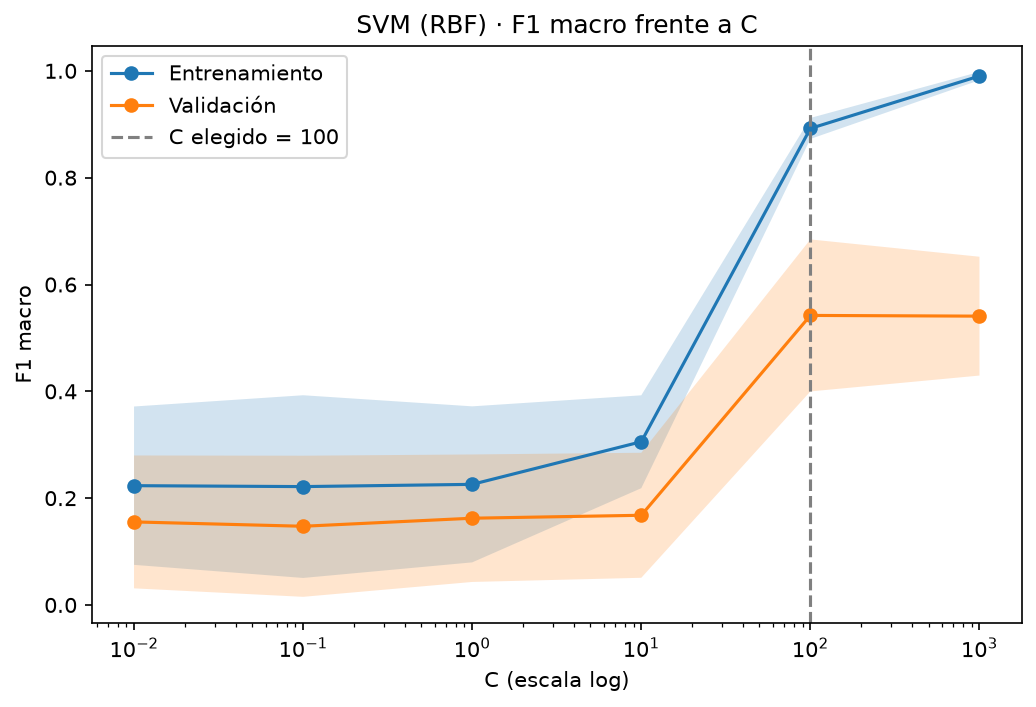 SVM (RBF) · F1 macro frente a C
Entrenamiento
Validación
C elegido = 100
1.0
0.8
0.6
0.4
0.2
0.0
F1 macro
10⁻² 10⁻¹ 10⁰ 10¹ 10² 10³
C (escala log)